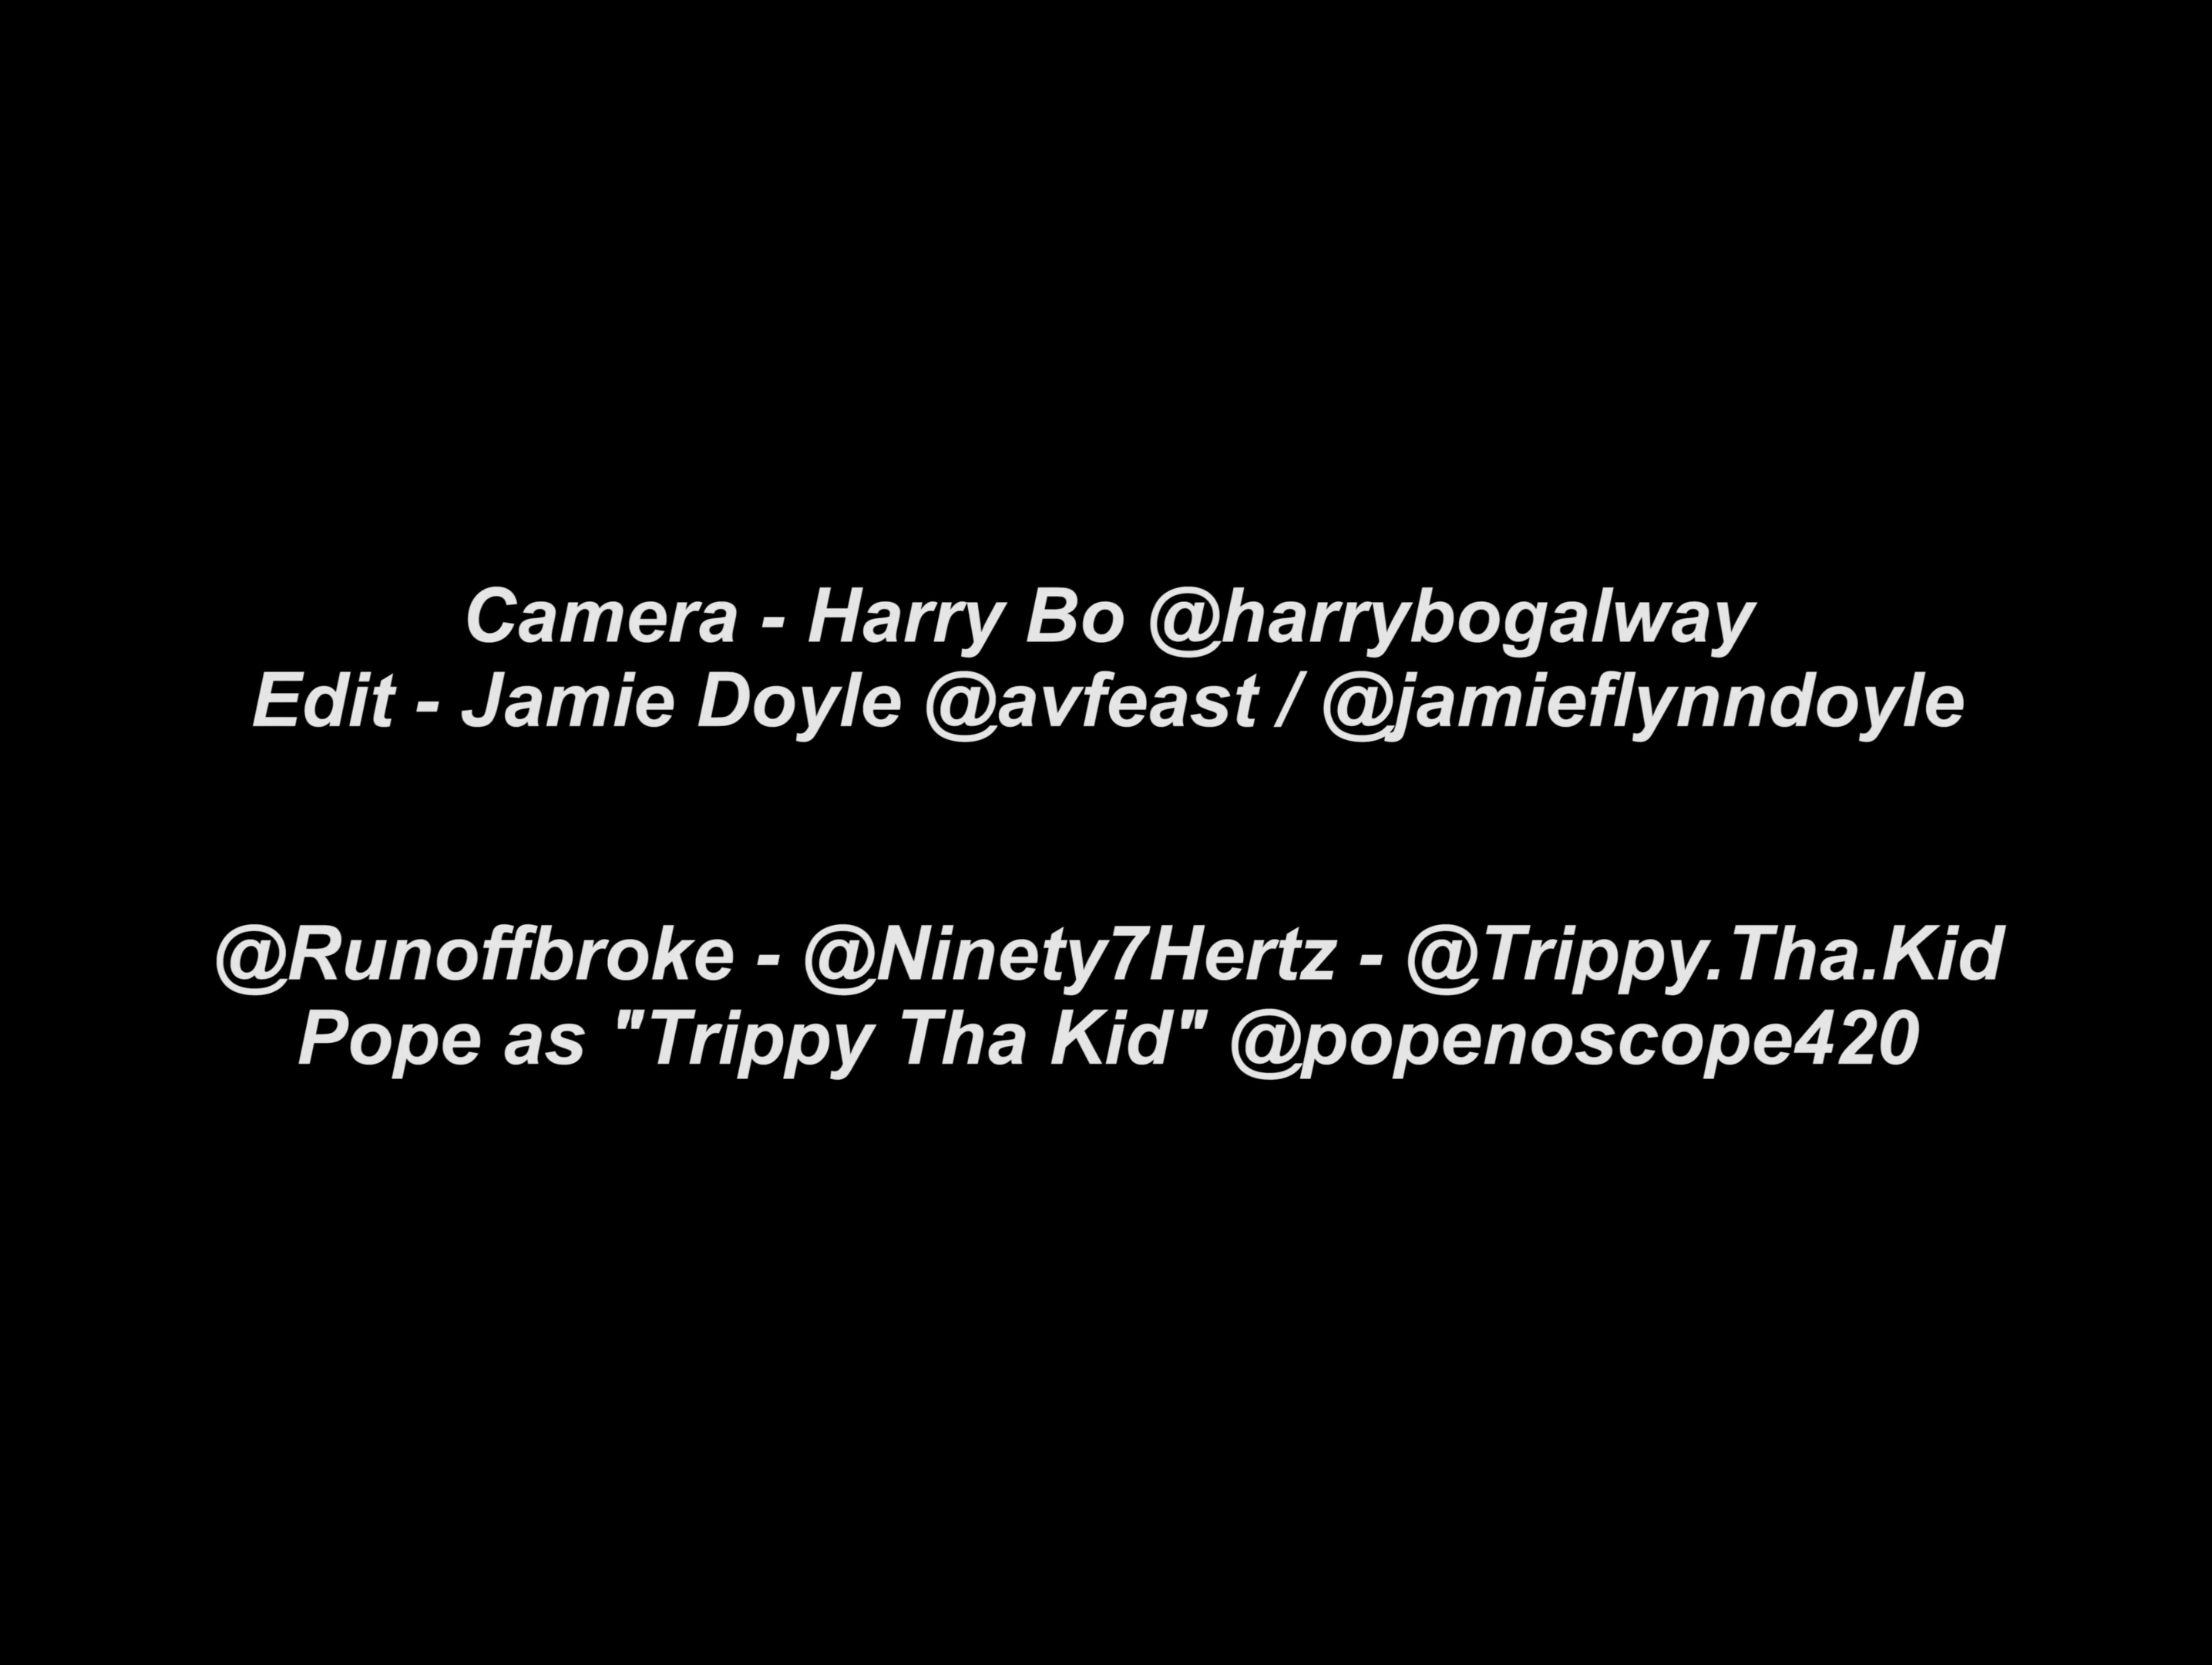 Camera - Harry Bo @harrybogalway
Edit - Jamie Doyle @avfeast / @jamieflynndoyle
@Runoffbroke - @Ninety7Hertz - @Trippy.Tha.Kid
Pope as "Trippy Tha Kid" @popenoscope420